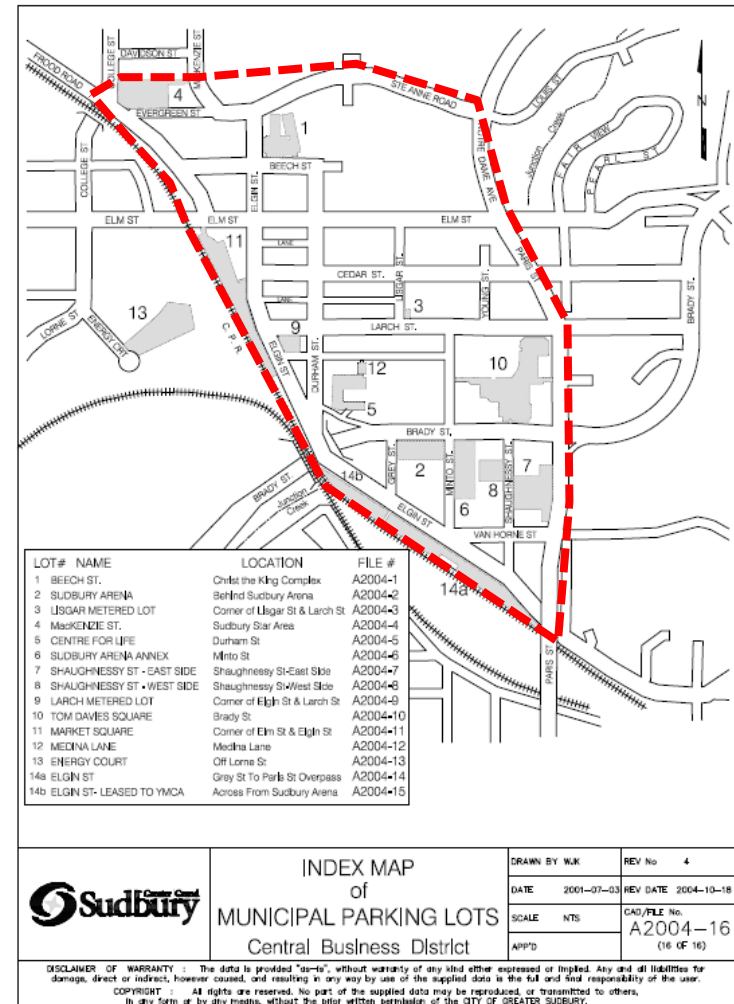 FROOD ROAD
COLLEGE ST
DAVIDSON ST
MACKENZIE ST
4
EVERGREEN ST
1
BEECH ST
STE ANNE ROAD
NOTRE DAME AVE
LOUIS ST
Junction Creek
FAIR VIEW
PEARL ST
N
COLLEGE ST
ELGIN ST.
ELM ST
ELM ST
ELM ST
11
LANE
CEDAR ST.
LISGAR ST.
YOUNG ST.
PARIS ST
BRADY ST.
13
LORNE ST
ENERGY CRT
C. P. R
LANE
3
LARCH ST.
9
ELGIN ST
DURHAM ST.
12
5
10
BRADY ST.
BRADY ST.
Junction Creek
14b
GREY ST.
2
MINTO ST.
6
8
SHAUGHNESSY ST
7
ELGIN ST
VAN HORNE ST
14a
PARIS ST
LOT# NAME LOCATION FILE #
1 BEECH ST. Christ the King Complex A2004-1
2 SUDBURY ARENA Behind Sudbury Arena A2004-2
3 LISGAR METERED LOT Corner of Lisgar St & Larch St A2004-3
4 MacKENZIE ST. Sudbury Star Area A2004-4
5 CENTRE FOR LIFE Durham St A2004-5
6 SUDBURY ARENA ANNEX Minto St A2004-6
7 SHAUGHNESSY ST - EAST SIDE Shaughnessy St-East Side A2004-7
8 SHAUGHNESSY ST - WEST SIDE Shaughnessy St-West Side A2004-8
9 LARCH METERED LOT Corner of Elgin St & Larch St A2004-9
10 TOM DAVIES SQUARE Brady St A2004-10
11 MARKET SQUARE Corner of Elm St & Elgin St A2004-11
12 MEDINA LANE Medina Lane A2004-12
13 ENERGY COURT Off Lorne St A2004-13
14a ELGIN ST Grey St To Paris St Overpass A2004-14
14b ELGIN ST- LEASED TO YMCA Across From Sudbury Arena A2004-15
Greater Grand
Sudbury
INDEX MAP
of
MUNICIPAL PARKING LOTS
Central Business District
DRAWN BY WJK REV No 4
DATE 2001-07-03 REV DATE 2004-10-18
SCALE NTS CAD/FILE No.
A2004-16
APP'D (16 OF 16)
DISCLAIMER OF WARRANTY : The data is provided "as-is", without warranty of any kind either expressed or implied. Any and all liabilities for
damage, direct or indirect, however caused, and resulting in any way by use of the supplied data is the full and final responsibility of the user.
COPYRIGHT : All rights are reserved. No part of the supplied data may be reproduced, or transmitted to others,
in any form or by any means, without the prior written permission of the CITY OF GREATER SUDBURY.